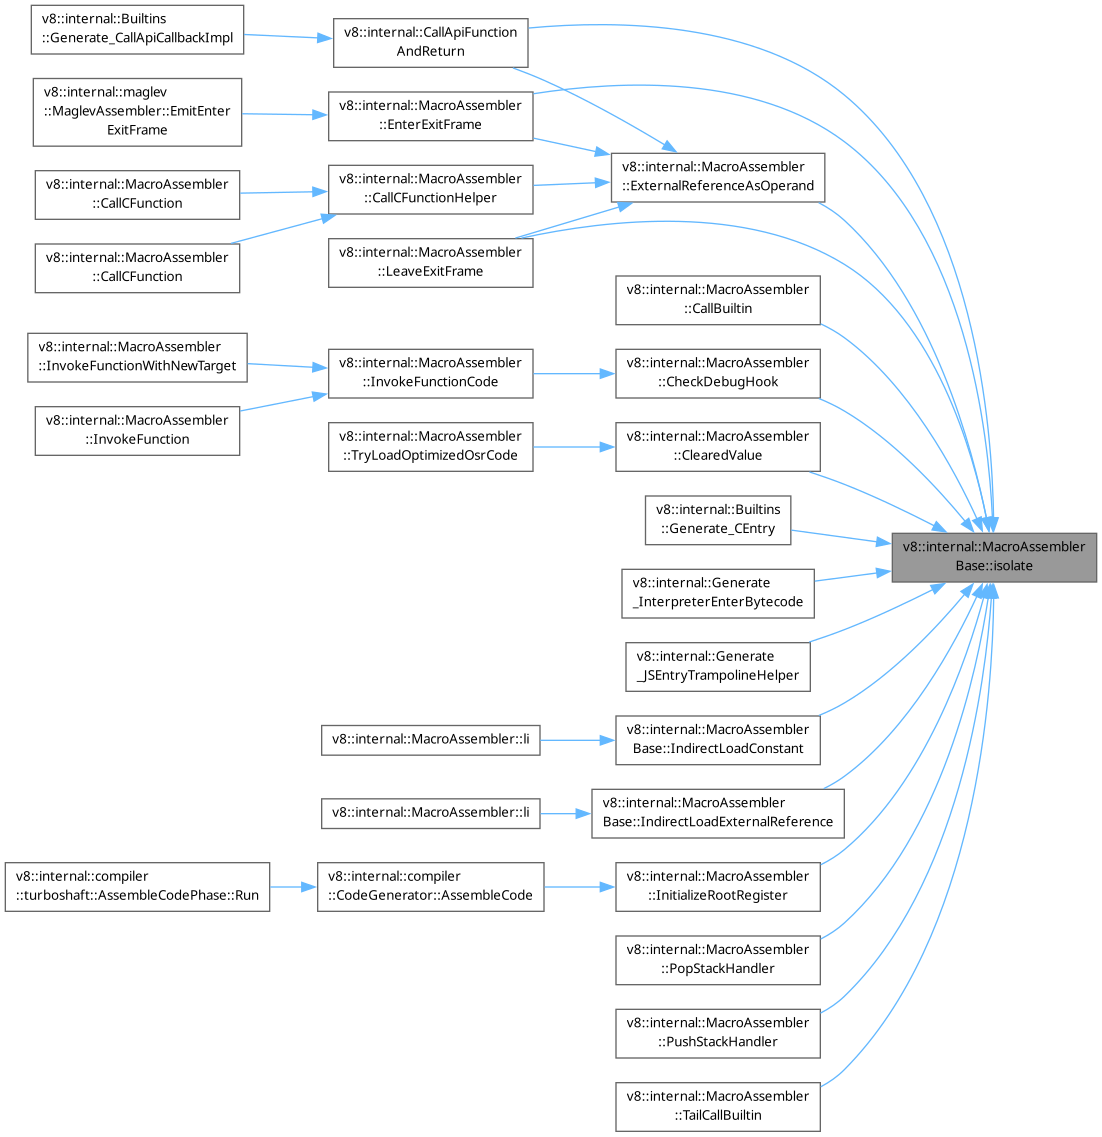 v8::internal::Builtins
::Generate_CallApiCallbackImpl
v8::internal::CallApiFunction
AndReturn
v8::internal::maglev
::MaglevAssembler::EmitEnter
ExitFrame
v8::internal::MacroAssembler
::EnterExitFrame
v8::internal::MacroAssembler
::ExternalReferenceAsOperand
v8::internal::MacroAssembler
::CallCFunction
v8::internal::MacroAssembler
::CallCFunctionHelper
v8::internal::MacroAssembler
::CallCFunction
v8::internal::MacroAssembler
::LeaveExitFrame
v8::internal::MacroAssembler
::CallBuiltin
v8::internal::MacroAssembler
::InvokeFunctionWithNewTarget
v8::internal::MacroAssembler
::InvokeFunctionCode
v8::internal::MacroAssembler
::CheckDebugHook
v8::internal::MacroAssembler
::InvokeFunction
v8::internal::MacroAssembler
::TryLoadOptimizedOsrCode
v8::internal::MacroAssembler
::ClearedValue
v8::internal::Builtins
::Generate_CEntry
v8::internal::MacroAssembler
Base::isolate
v8::internal::Generate
_InterpreterEnterBytecode
v8::internal::Generate
_JSEntryTrampolineHelper
v8::internal::MacroAssembler::li
v8::internal::MacroAssembler
Base::IndirectLoadConstant
v8::internal::MacroAssembler::li
v8::internal::MacroAssembler
Base::IndirectLoadExternalReference
v8::internal::compiler
::turboshaft::AssembleCodePhase::Run
v8::internal::compiler
::CodeGenerator::AssembleCode
v8::internal::MacroAssembler
::InitializeRootRegister
v8::internal::MacroAssembler
::PopStackHandler
v8::internal::MacroAssembler
::PushStackHandler
v8::internal::MacroAssembler
::TailCallBuiltin